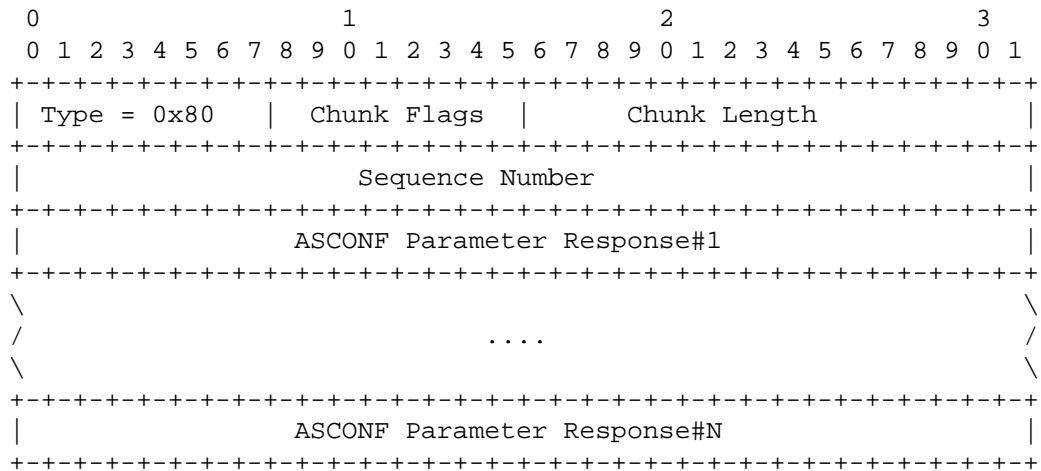 0                   1                   2                   3
 0 1 2 3 4 5 6 7 8 9 0 1 2 3 4 5 6 7 8 9 0 1 2 3 4 5 6 7 8 9 0 1
+-+-+-+-+-+-+-+-+-+-+-+-+-+-+-+-+-+-+-+-+-+-+-+-+-+-+-+-+-+-+-+-+
| Type = 0x80   |  Chunk Flags  |      Chunk Length             |
+-+-+-+-+-+-+-+-+-+-+-+-+-+-+-+-+-+-+-+-+-+-+-+-+-+-+-+-+-+-+-+-+
|                     Sequence Number                           |
+-+-+-+-+-+-+-+-+-+-+-+-+-+-+-+-+-+-+-+-+-+-+-+-+-+-+-+-+-+-+-+-+
|                 ASCONF Parameter Response#1                   |
+-+-+-+-+-+-+-+-+-+-+-+-+-+-+-+-+-+-+-+-+-+-+-+-+-+-+-+-+-+-+-+-+
\                                                               \
/                             ....                              /
\                                                               \
+-+-+-+-+-+-+-+-+-+-+-+-+-+-+-+-+-+-+-+-+-+-+-+-+-+-+-+-+-+-+-+-+
|                 ASCONF Parameter Response#N                   |
+-+-+-+-+-+-+-+-+-+-+-+-+-+-+-+-+-+-+-+-+-+-+-+-+-+-+-+-+-+-+-+-+